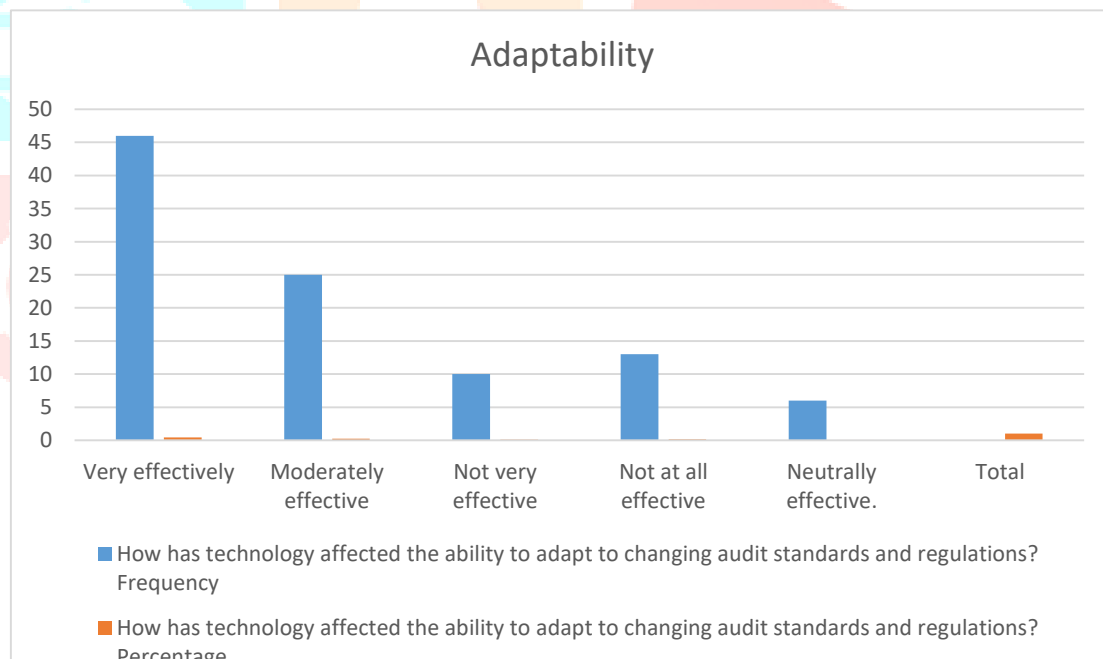 Adaptability
50
45
40
35
30
25
20
15
10
5
0
Very effectively
Moderately
effective
Not very
effective
Not at all
effective
Neutrally
effective.
Total
How has technology affected the ability to adapt to changing audit standards and regulations?
Frequency
How has technology affected the ability to adapt to changing audit standards and regulations?
Percentage